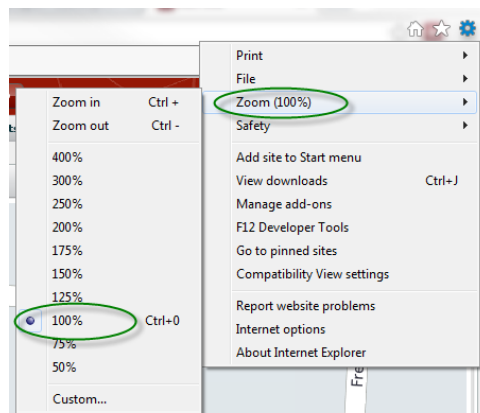 Print
File
Zoom (100%)
Safety
Add site to Start menu
View downloads Ctrl+J
Manage add-ons
F12 Developer Tools
Go to pinned sites
Compatibility View settings
Report website problems
Internet options
About Internet Explorer
Zoom in Ctrl +
Zoom out Ctrl -
400%
300%
250%
200%
175%
150%
125%
100% Ctrl+0
75%
50%
Custom...
Fre